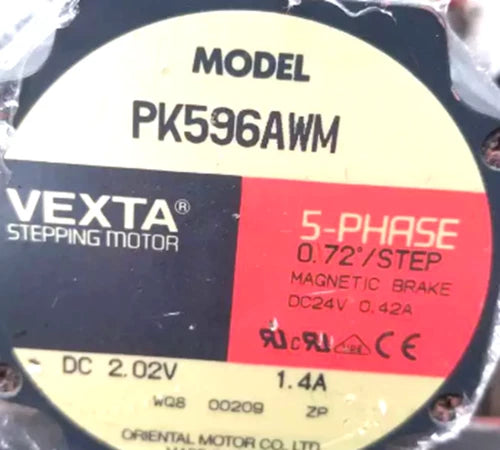 MODEL
PK596AWM
VEXTA®
STEPPING MOTOR
5-PHASE
0.72°/STEP
MAGNETIC BRAKE
DC24V 0.42A
DC 2.02V 1.4A
WQ8 00209 ZP
ORIENTAL MOTOR CO., LTD.